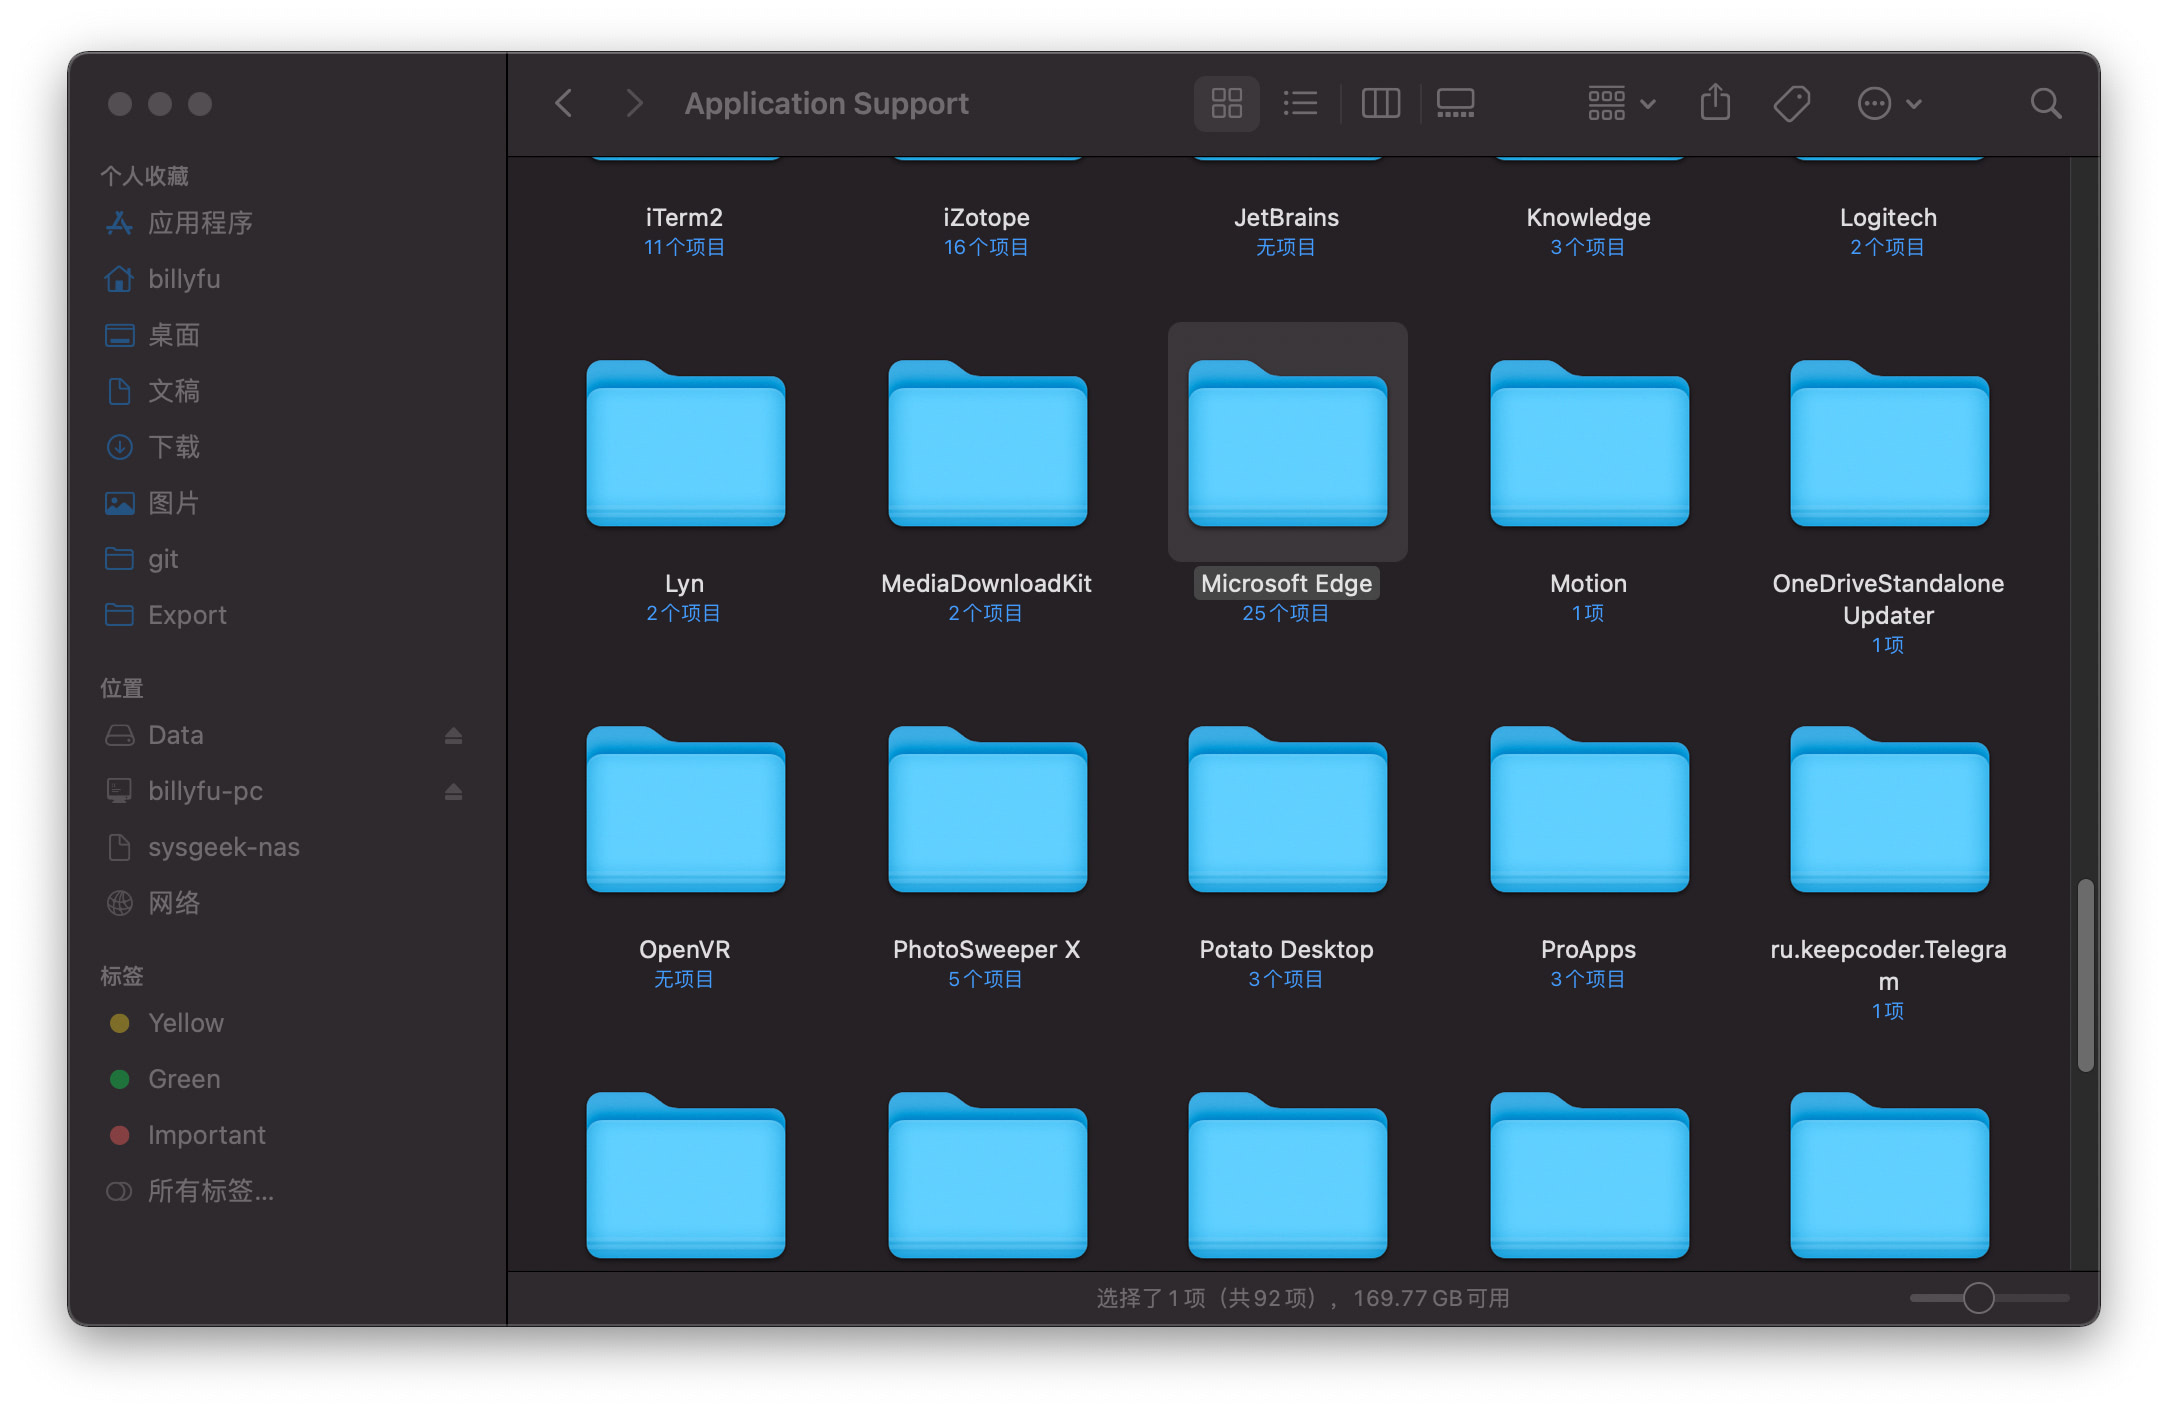 Application Support
个人收藏
应用程序
billyfu
桌面
文稿
下载
图片
git
Export
位置
Data
billyfu-pc
sysgeek-nas
网络
标签
Yellow
Green
Important
所有标签...
iTerm2
11个项目
iZotope
16个项目
JetBrains
无项目
Knowledge
3个项目
Logitech
2个项目
Lyn
2个项目
MediaDownloadKit
2个项目
Microsoft Edge
25个项目
Motion
1项
OneDriveStandalone
Updater
1项
OpenVR
无项目
PhotoSweeper X
5个项目
Potato Desktop
3个项目
ProApps
3个项目
ru.keepcoder.Telegra
m
1项
选择了1项（共92项），169.77 GB可用